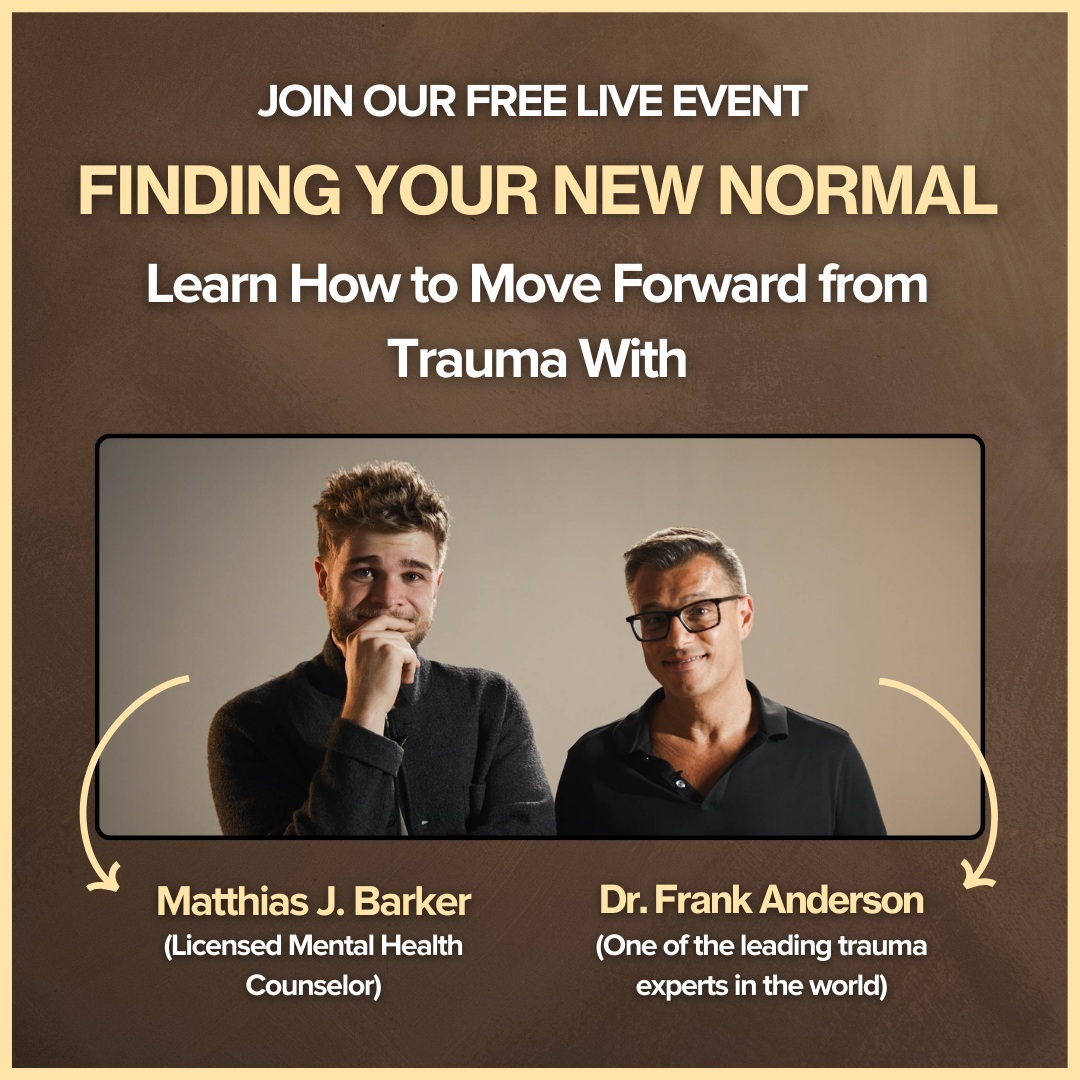 JOIN OUR FREE LIVE EVENT
FINDING YOUR NEW NORMAL
Learn How to Move Forward from
Trauma With
Matthias J. Barker
(Licensed Mental Health
Counselor)
Dr. Frank Anderson
(One of the leading trauma
experts in the world)